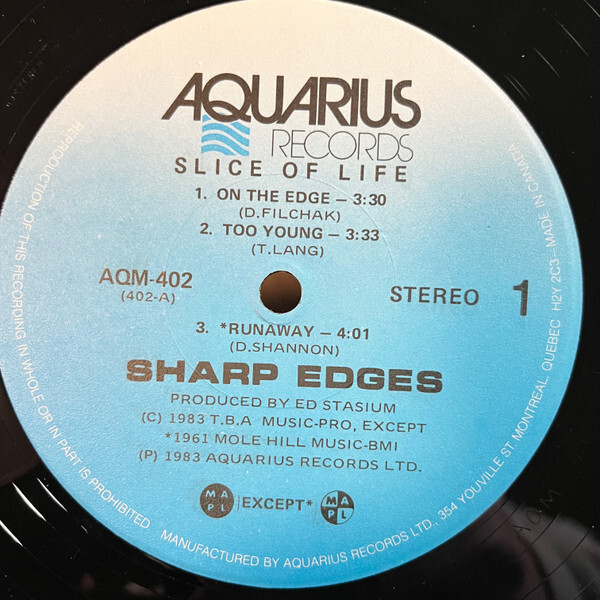 AQUARIUS
RECORDS
SLICE OF LIFE
1. ON THE EDGE – 3:30
(D.FILCHAK)
2. TOO YOUNG – 3:33
(T.LANG)
AQM-402
(402-A)
STEREO 1
3. *RUNAWAY – 4:01
(D.SHANNON)
SHARP EDGES
PRODUCED BY ED STASIUM
(C) 1983 T.B.A MUSIC-PRO, EXCEPT
*1961 MOLE HILL MUSIC-BMI
(P) 1983 AQUARIUS RECORDS LTD.
MAPL EXCEPT* MAPL
REPRODUCTION OF THIS RECORDING IN WHOLE OR IN PART IS PROHIBITED
MANUFACTURED BY AQUARIUS RECORDS LTD., 354 YOUVILLE ST. MONTREAL, QUEBEC H2Y 2C3–MADE IN CANADA
AQM